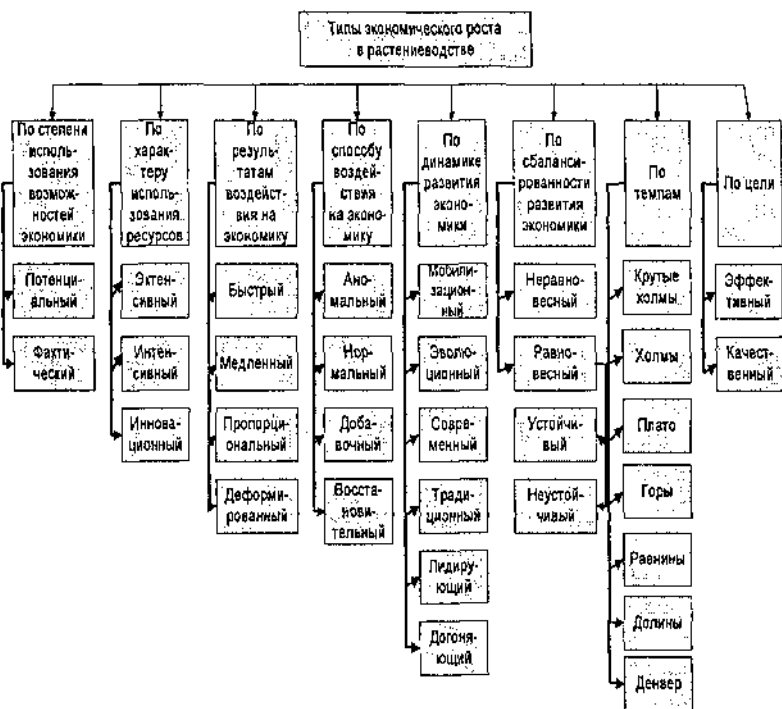 Типы экономического роста
в растениеводстве
По степени
исполь-
зования
возмож-
ностей
экономики
Потенци-
альный
Факти-
ческий
По
харак-
теру
исполь-
зования
ресурсов
Эктен-
сивный
Интен-
сивный
Иннова-
ционный
По
резуль-
татам
воздейст-
вия на
экономику
Быстрый
Медленный
Пропорци-
ональный
Деформи-
рованный
По
способу
воздей-
ствия
на эконо-
мику
Ано-
мальный
Нор-
мальный
Доба-
вочный
Восста-
нови-
тельный
По
динамике
развития
эконо-
мики
Мобили-
зацион-
ный
Эволю-
ционный
Совре-
менный
Тради-
ционный
Лидиру-
ющий
Догоня-
ющий
По
сбаланси-
рованности
развития
экономики
Неравно-
весный
Равно-
весный
Устойчи-
вый
Неустой-
чивый
По
темпам
Крутые
холмы
Холмы
Плато
Горы
Равнины
Долины
Денвер
По цели
Эффек-
тивный
Качест-
венный